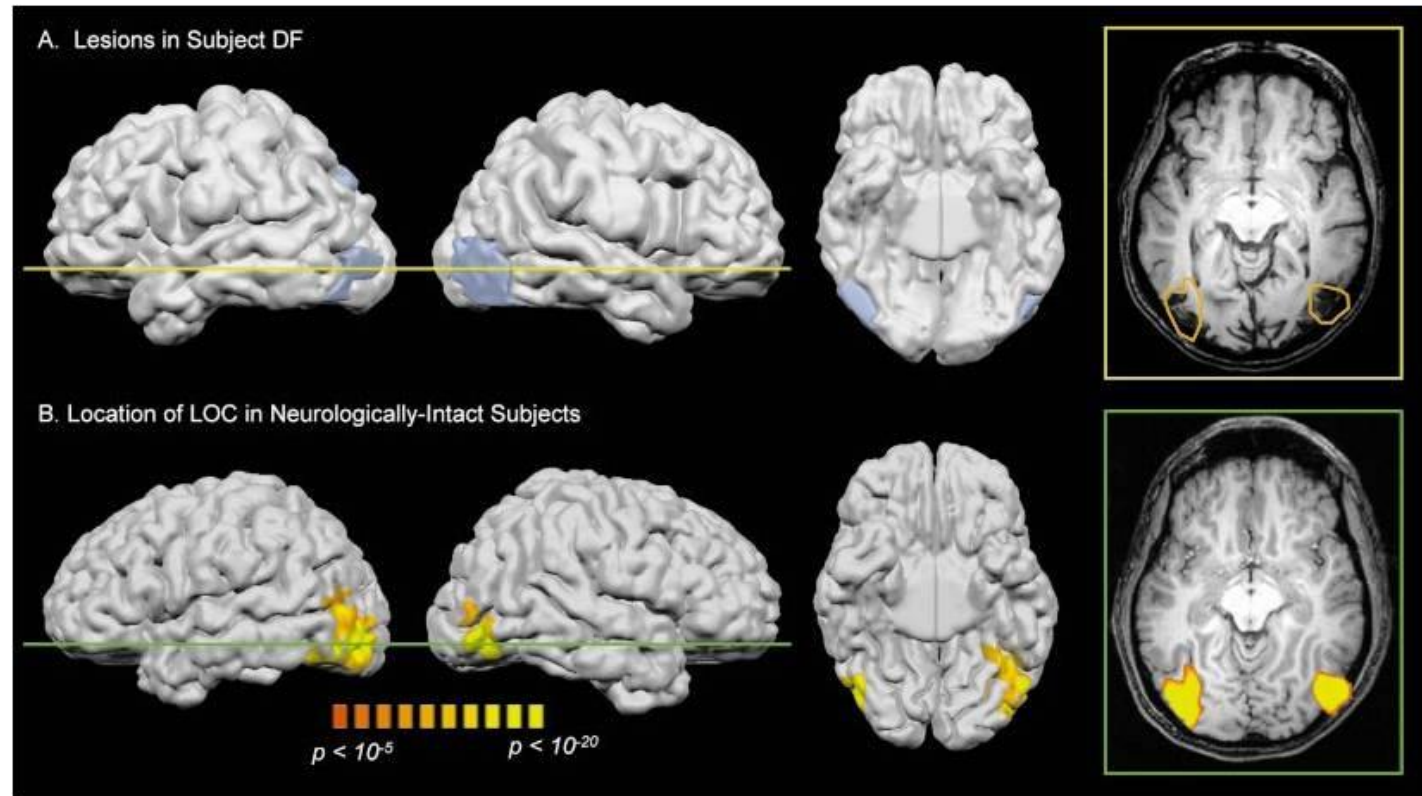 A. Lesions in Subject DF
B. Location of LOC in Neurologically-Intact Subjects
p < 10⁻⁵
p < 10⁻²⁰